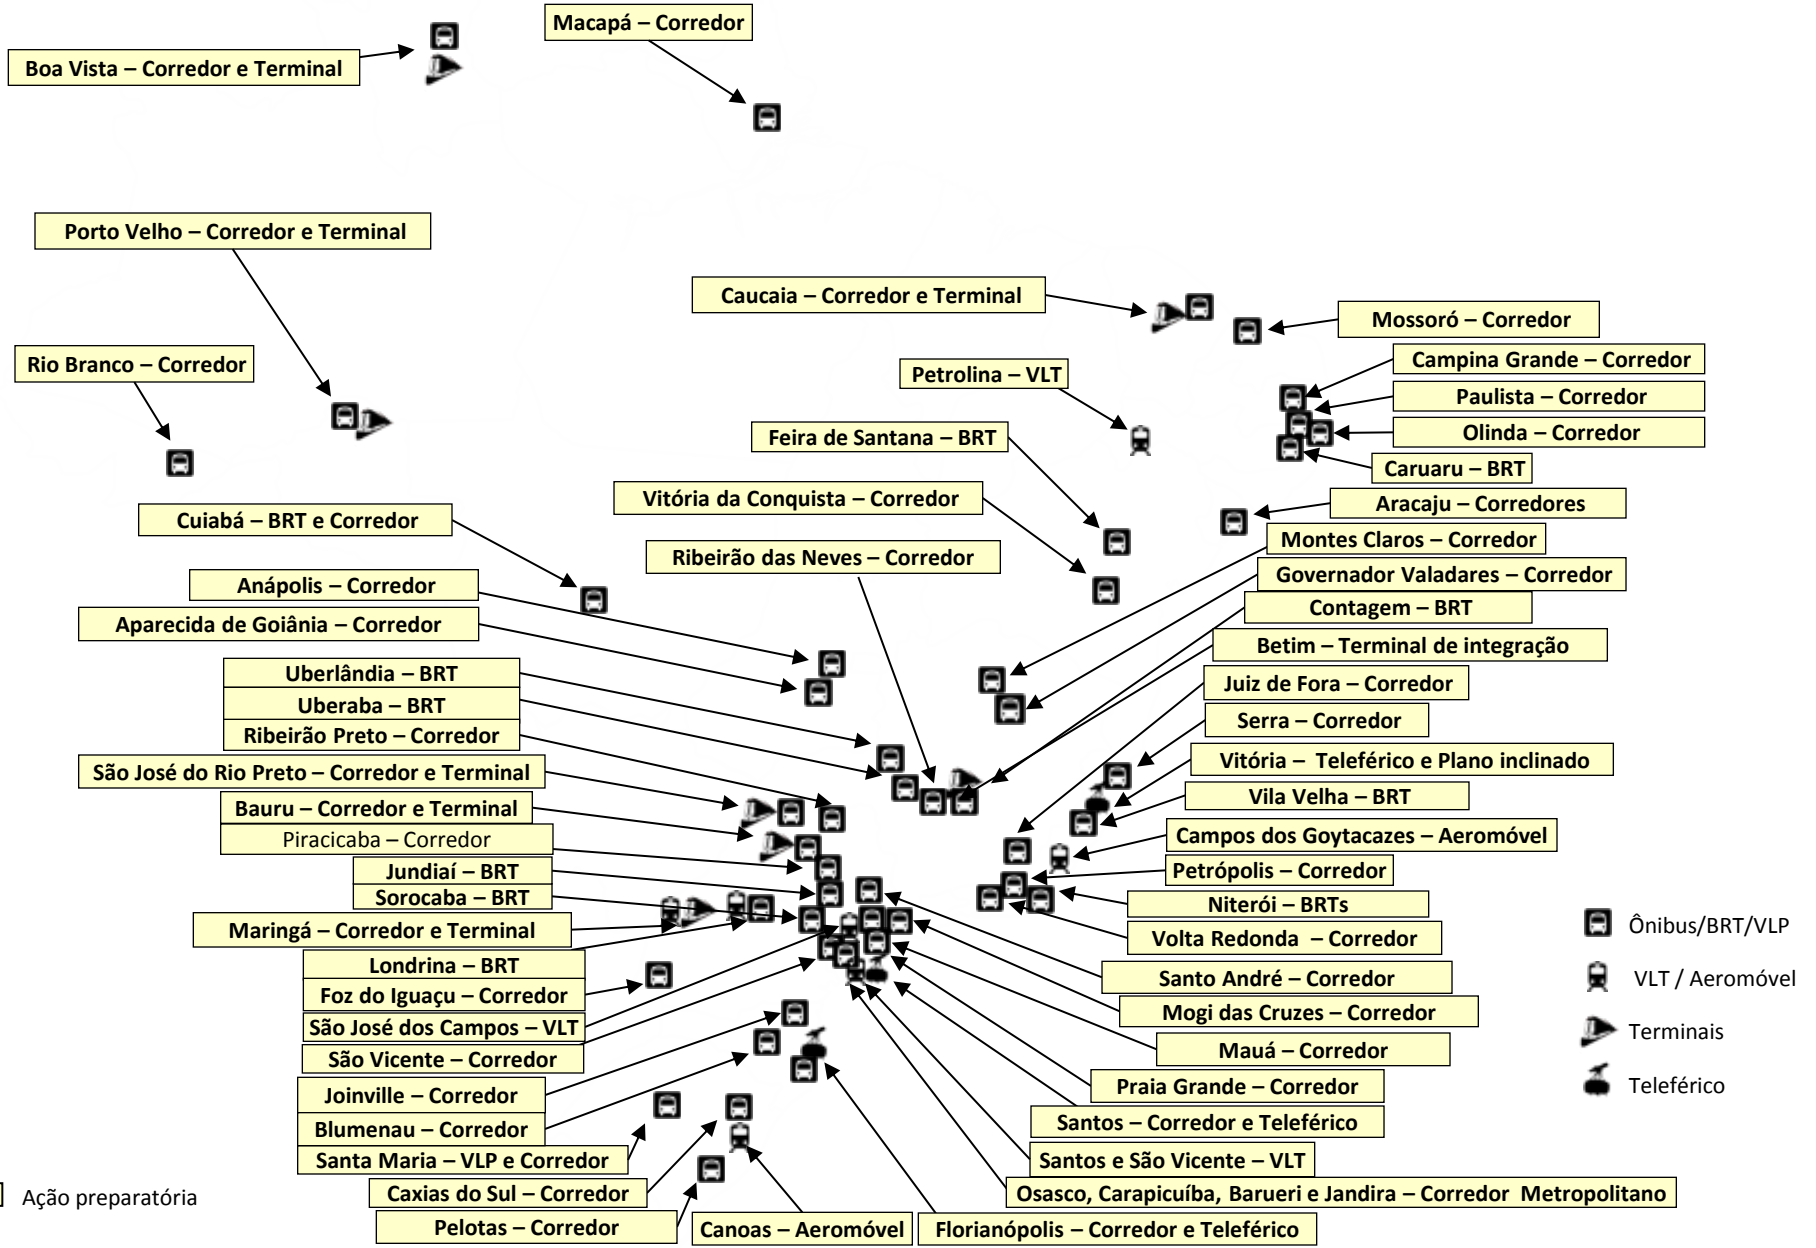 Macapá – Corredor
Boa Vista – Corredor e Terminal
Porto Velho – Corredor e Terminal
Caucaia – Corredor e Terminal
Mossoró – Corredor
Rio Branco – Corredor
Campina Grande – Corredor
Petrolina – VLT
Paulista – Corredor
Feira de Santana – BRT
Olinda – Corredor
Caruaru – BRT
Vitória da Conquista – Corredor
Aracaju – Corredores
Cuiabá – BRT e Corredor
Montes Claros – Corredor
Ribeirão das Neves – Corredor
Governador Valadares – Corredor
Anápolis – Corredor
Contagem – BRT
Aparecida de Goiânia – Corredor
Betim – Terminal de integração
Uberlândia – BRT
Juiz de Fora – Corredor
Uberaba – BRT
Serra – Corredor
Ribeirão Preto – Corredor
Vitória – Teleférico e Plano inclinado
São José do Rio Preto – Corredor e Terminal
Vila Velha – BRT
Bauru – Corredor e Terminal
Campos dos Goytacazes – Aeromóvel
Piracicaba – Corredor
Petrópolis – Corredor
Jundiaí – BRT
Sorocaba – BRT
Niterói – BRTs
Maringá – Corredor e Terminal
Volta Redonda – Corredor
Ônibus/BRT/VLP
Londrina – BRT
Santo André – Corredor
VLT / Aeromóvel
Foz do Iguaçu – Corredor
Mogi das Cruzes – Corredor
São José dos Campos – VLT
Terminais
São Vicente – Corredor
Mauá – Corredor
Joinville – Corredor
Praia Grande – Corredor
Teleférico
Blumenau – Corredor
Santos – Corredor e Teleférico
Santa Maria – VLP e Corredor
Santos e São Vicente – VLT
Caxias do Sul – Corredor
Osasco, Carapicuíba, Barueri e Jandira – Corredor Metropolitano
Ação preparatória
Pelotas – Corredor
Canoas – Aeromóvel
Florianópolis – Corredor e Teleférico